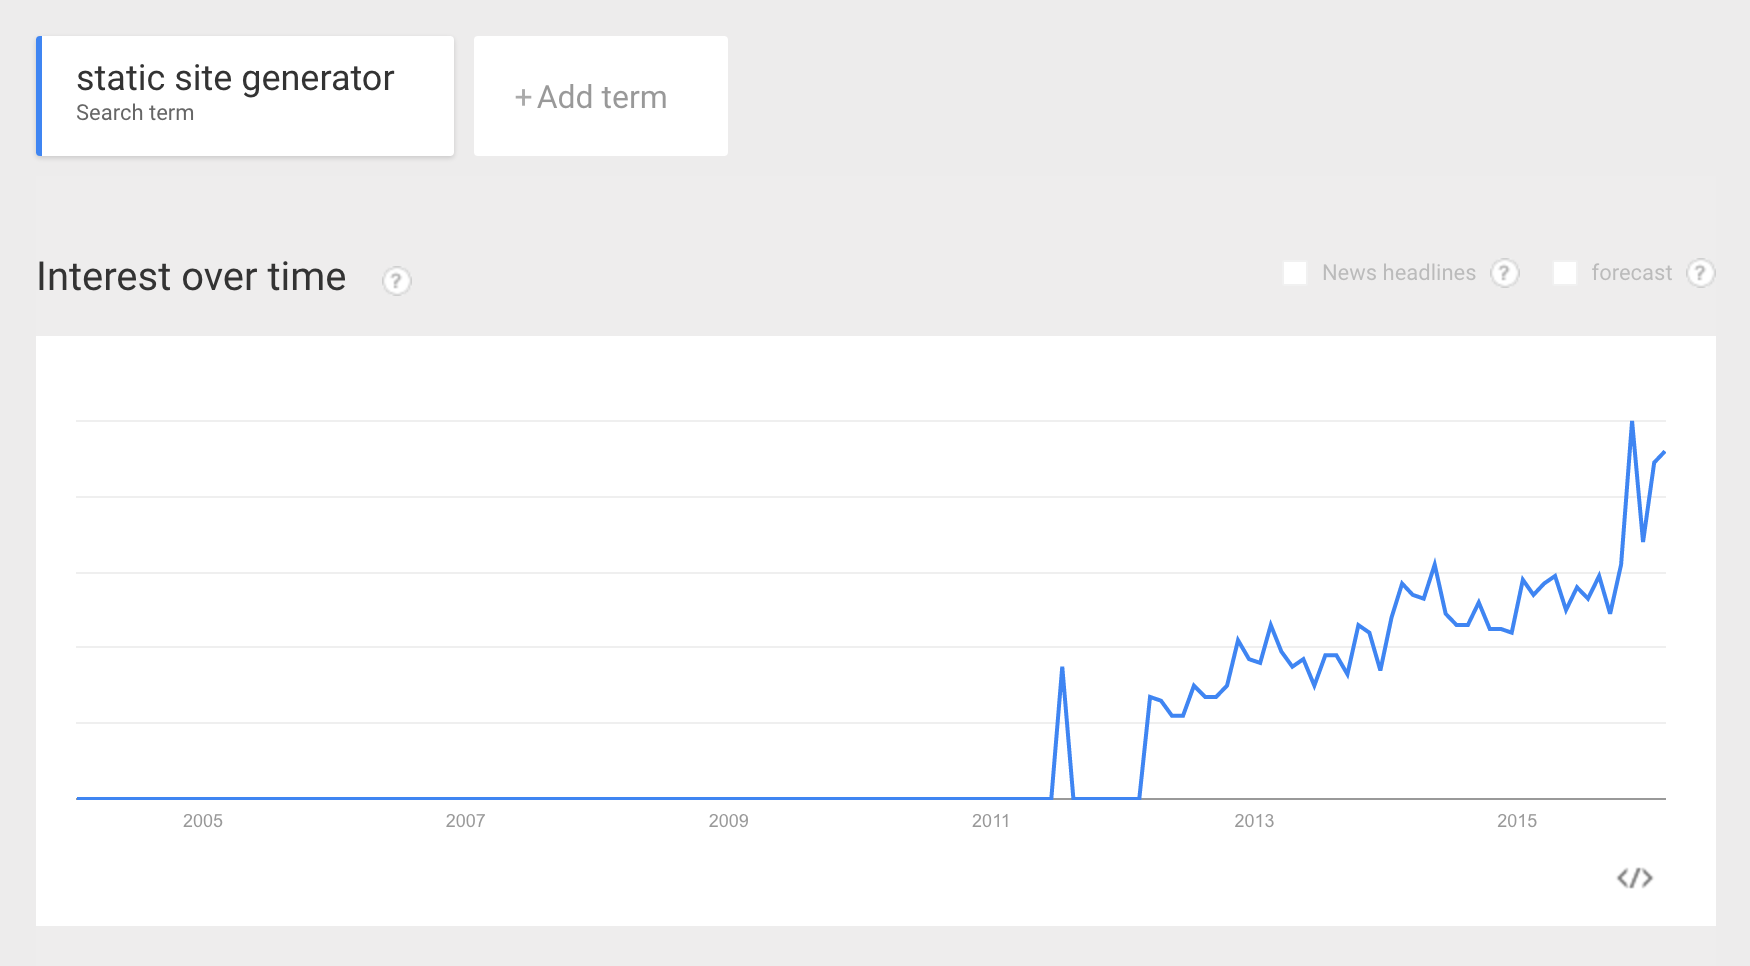 static site generator
Search term
+ Add term
Interest over time ?
News headlines ? forecast ?
2005 2007 2009 2011 2013 2015
</>